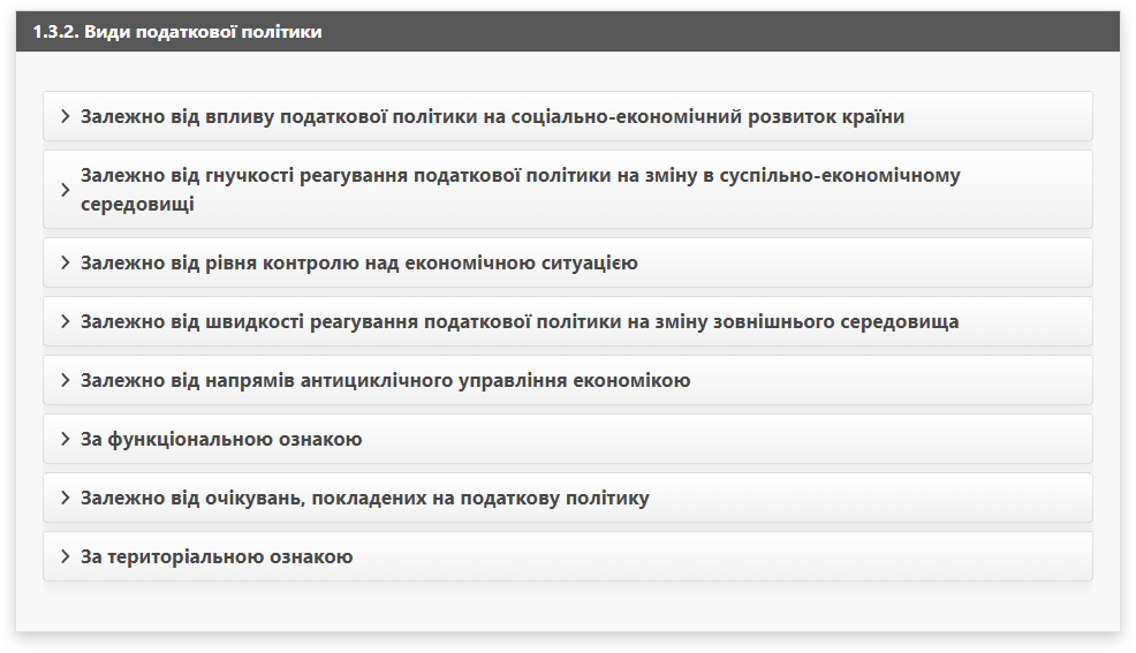 1.3.2. Види податкової політики
Залежно від впливу податкової політики на соціально-економічний розвиток країни
Залежно від гнучкості реагування податкової політики на зміну в суспільно-економічному
середовищі
Залежно від рівня контролю над економічною ситуацією
Залежно від швидкості реагування податкової політики на зміну зовнішнього середовища
Залежно від напрямів антициклічного управління економікою
За функціональною ознакою
Залежно від очікувань, покладених на податкову політику
За територіальною ознакою